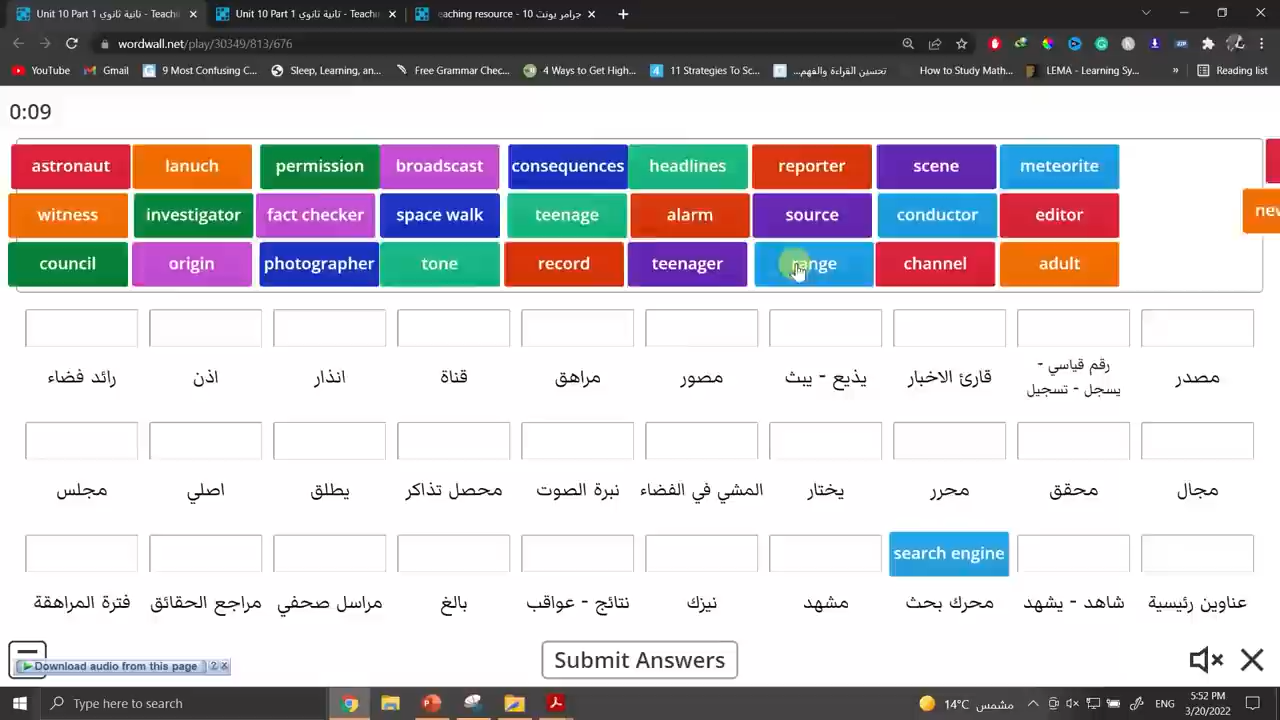 Unit 10 Part 1 - ثانية ثانوي - Teachi
Unit 10 Part 1 - ثانية ثانوي - Teachi
جرامر يونت 10 - eaching resource
wordwall.net/play/30349/813/676
YouTube Gmail 9 Most Confusing C... Sleep, Learning, an... Free Grammar Chec... 4 Ways to Get High... 11 Strategies To Sc... تحسين القراءة والفهم... How to Study Math... LEMA - Learning Sy... » Reading list
0:09
astronaut lanuch permission broadscast consequences headlines reporter scene meteorite
witness investigator fact checker space walk teenage alarm source conductor editor
council origin photographer tone record teenager range channel adult
رائد فضاء اذن انذار قناة مراهق مصور يذيع - يبث قارئ الاخبار رقم قياسي - يسجل - تسجيل مصدر
مجلس اصلي يطلق محصل تذاكر نبرة الصوت المشي في الفضاء يختار محرر محقق مجال
search engine
فترة المراهقة مراجع الحقائق مراسل صحفي بالغ نتائج - عواقب نيزك مشهد محرك بحث شاهد - يشهد عناوين رئيسية
Submit Answers
Download audio from this page ? x
Type here to search
14°C مشمس ENG
5:52 PM
3/20/2022